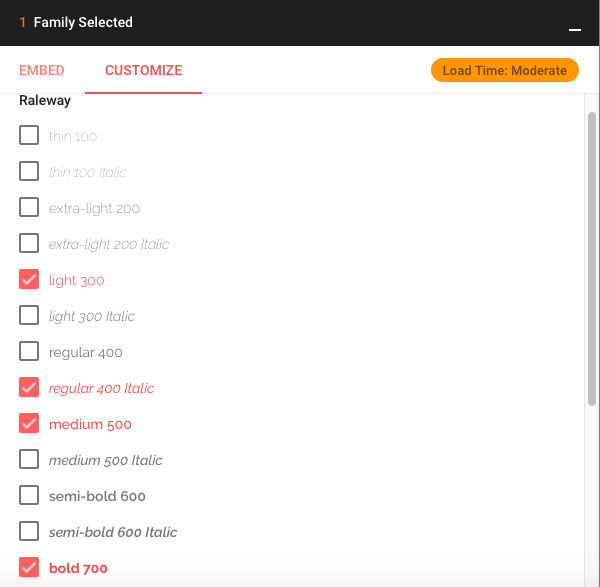 1 Family Selected
EMBED CUSTOMIZE Load Time: Moderate
Raleway
thin 100
thin 100 Italic
extra-light 200
extra-light 200 Italic
light 300
light 300 Italic
regular 400
regular 400 Italic
medium 500
medium 500 Italic
semi-bold 600
semi-bold 600 Italic
bold 700